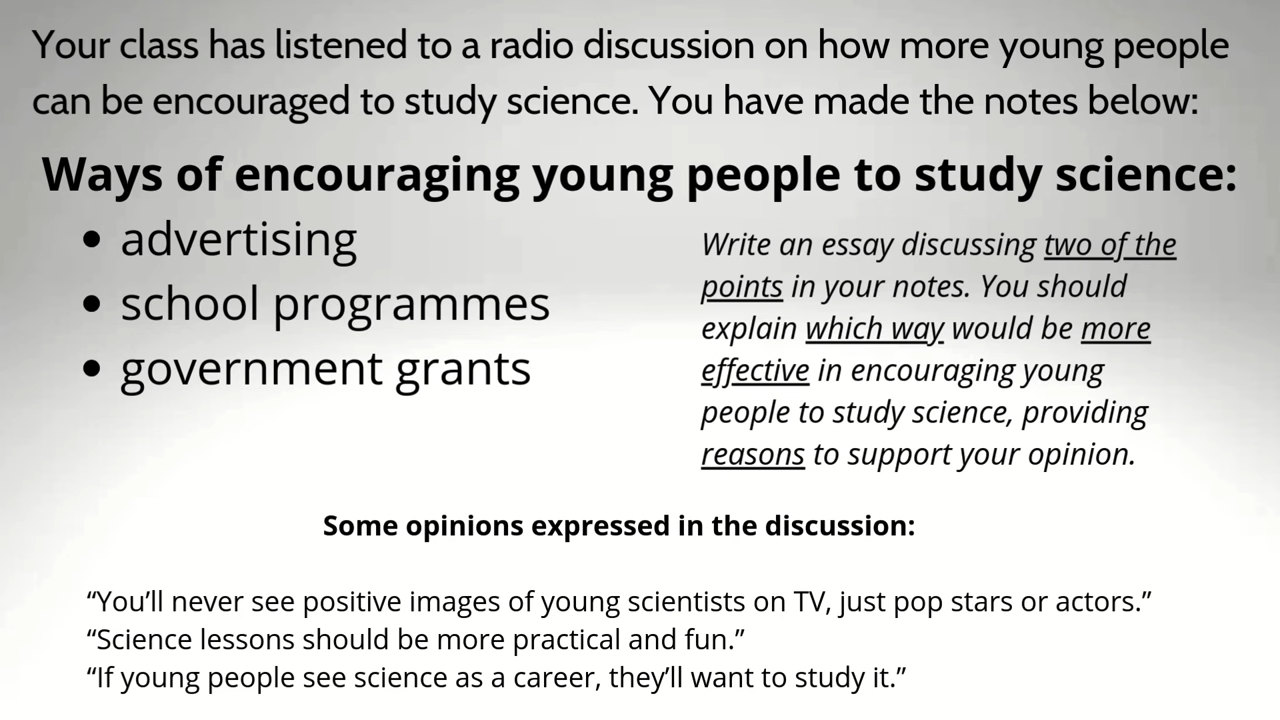 Your class has listened to a radio discussion on how more young people
can be encouraged to study science. You have made the notes below:
Ways of encouraging young people to study science:
• advertising
• school programmes
• government grants
Write an essay discussing two of the
points in your notes. You should
explain which way would be more
effective in encouraging young
people to study science, providing
reasons to support your opinion.
Some opinions expressed in the discussion:
“You’ll never see positive images of young scientists on TV, just pop stars or actors.”
“Science lessons should be more practical and fun.”
“If young people see science as a career, they’ll want to study it.”